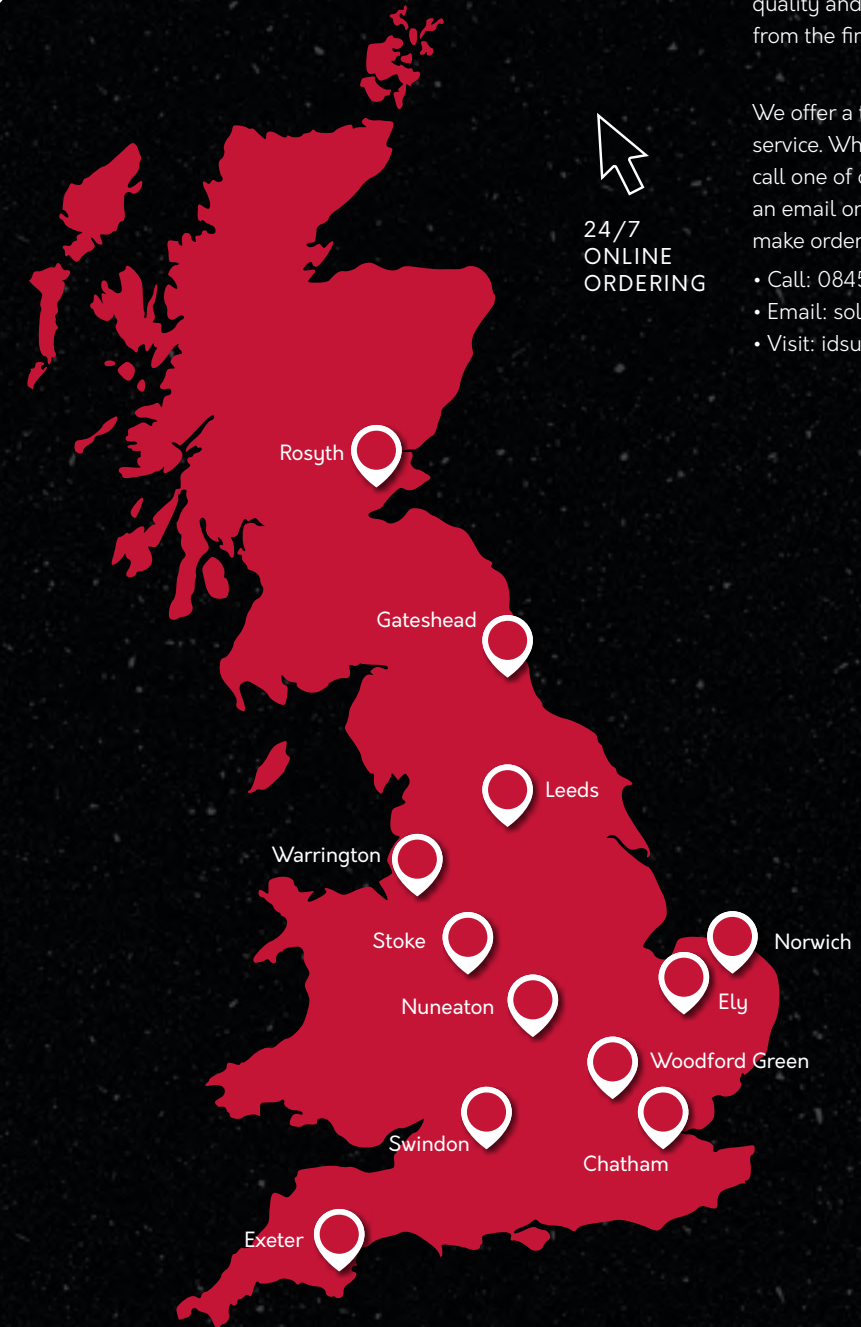 quality and
from the fir
We offer a
service. Wh
call one of
an email or
make order
• Call: 0845
• Email: sol
• Visit: idsu
24/7
ONLINE
ORDERING
Rosyth
Gateshead
Leeds
Warrington
Stoke
Norwich
Nuneaton
Ely
Woodford Green
Swindon
Chatham
Exeter